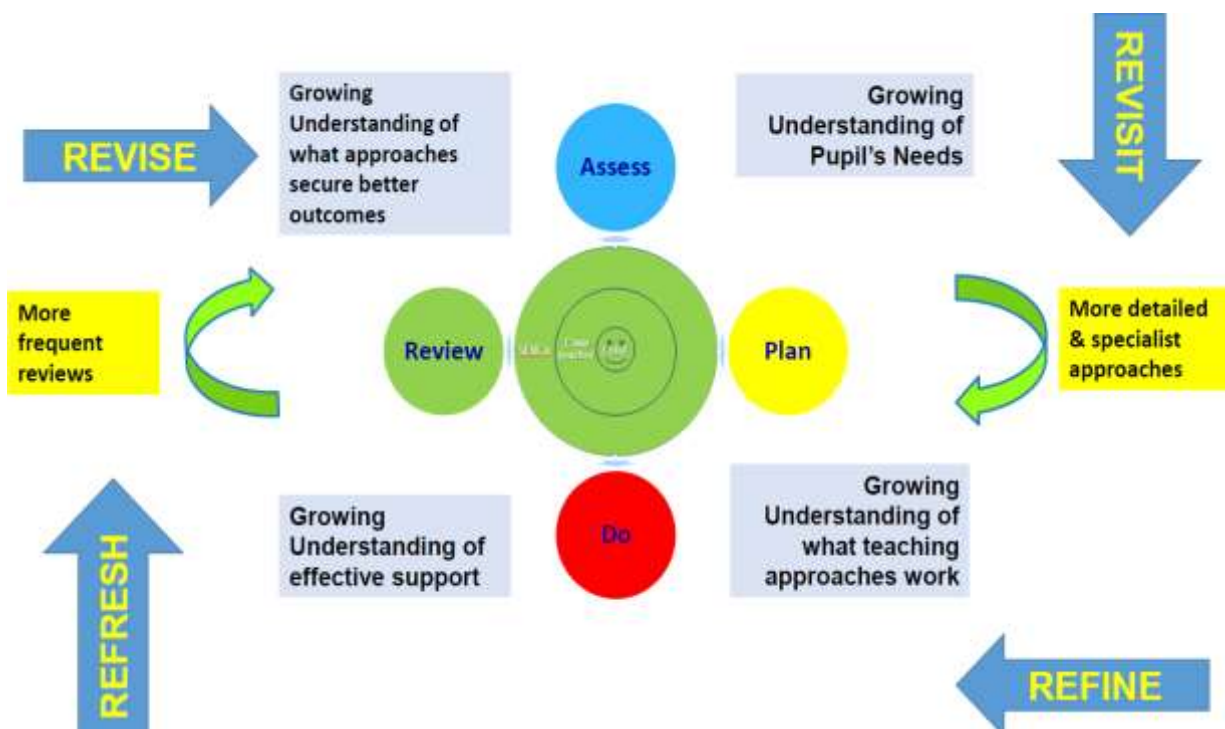 REVISE
Growing
Understanding of
what approaches
secure better
outcomes
Assess
Growing
Understanding of
Pupil's Needs
REVISIT
More
frequent
reviews
Review
Plan
More detailed
& specialist
approaches
Growing
Understanding of
effective support
Do
Growing
Understanding of
what teaching
approaches work
REFRESH
REFINE